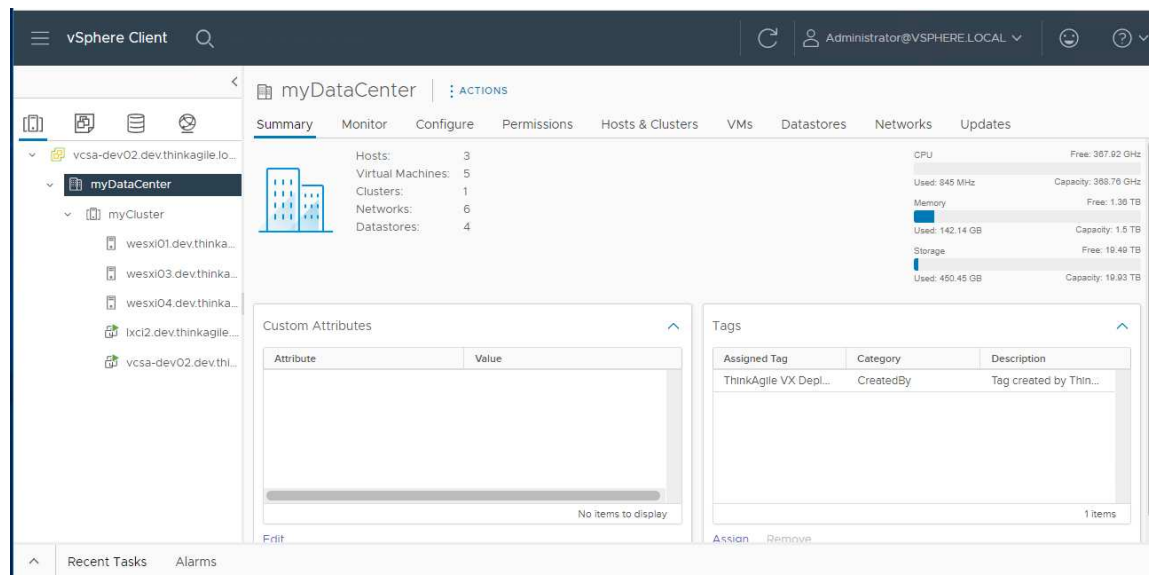 vSphere Client
Administrator@VSPHERE.LOCAL
myDataCenter
ACTIONS
Summary Monitor Configure Permissions Hosts & Clusters VMs Datastores Networks Updates
vcsa-dev02.dev.thinkagile.lo...
myDataCenter
myCluster
wesxi01.dev.thinka...
wesxi03.dev.thinka...
wesxi04.dev.thinka...
lxci2.dev.thinkagile....
vcsa-dev02.dev.thi...
Hosts: 3
Virtual Machines: 5
Clusters: 1
Networks: 6
Datastores: 4
CPU Free: 367.92 GHz
Used: 845 MHz Capacity: 368.76 GHz
Memory Free: 1.36 TB
Used: 142.14 GB Capacity: 1.5 TB
Storage Free: 19.49 TB
Used: 450.45 GB Capacity: 19.93 TB
Custom Attributes
Attribute Value
No items to display
Edit
Tags
Assigned Tag Category Description
ThinkAgile VX Depl... CreatedBy Tag created by Thin...
1 items
Assign Remove
Recent Tasks Alarms